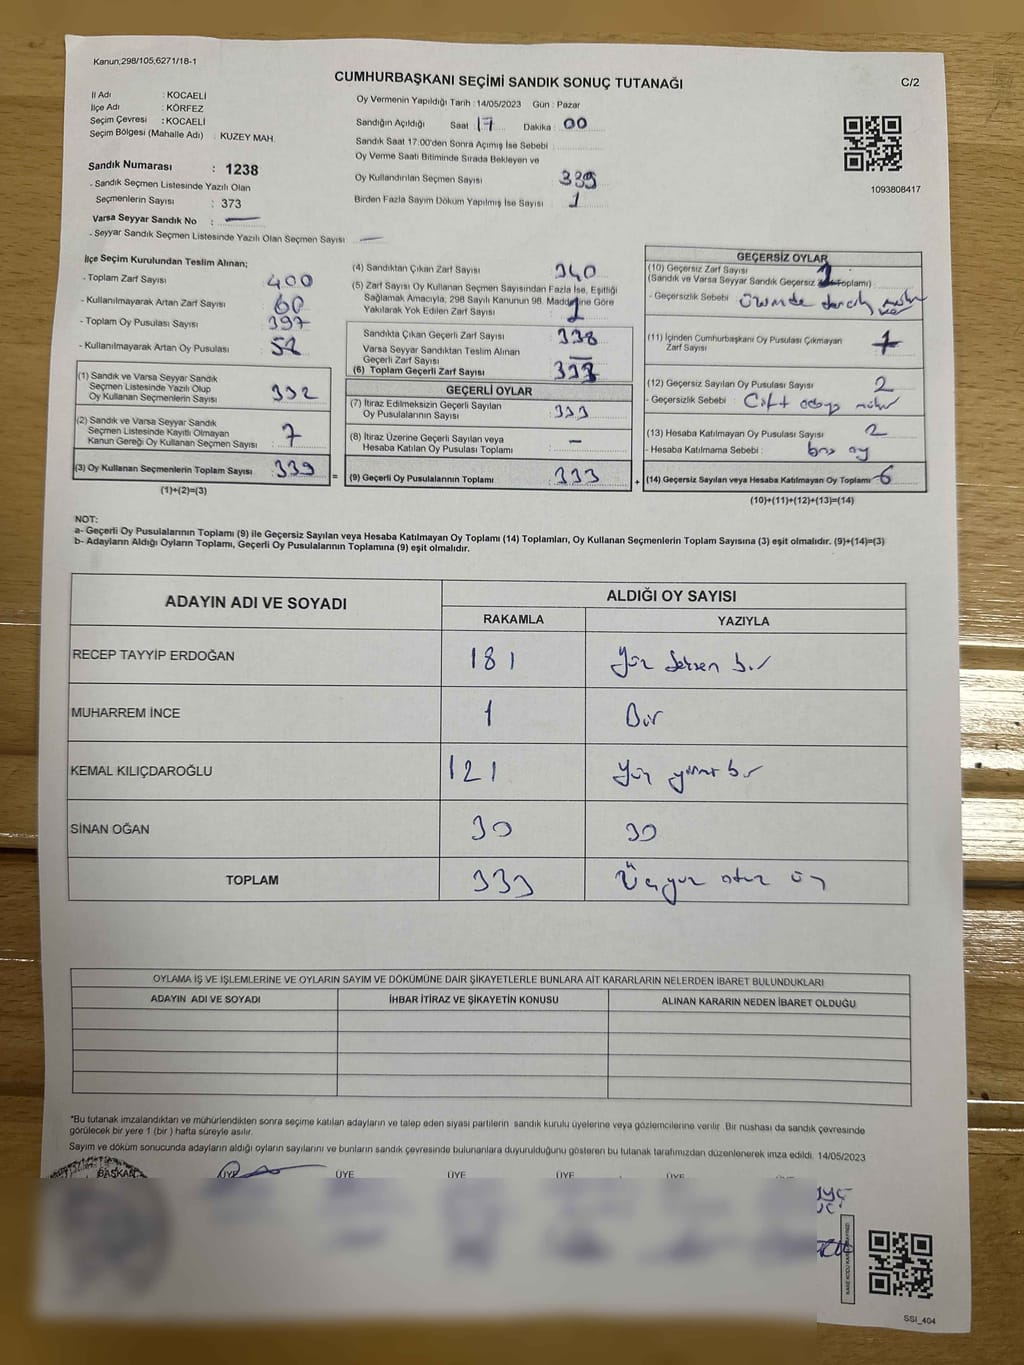 Kanun;298/105;6271/18-1
CUMHURBAŞKANI SEÇİMİ SANDIK SONUÇ TUTANAĞI
C/2
İl Adı : KOCAELİ
İlçe Adı : KÖRFEZ
Seçim Çevresi : KOCAELİ
Seçim Bölgesi (Mahalle Adı) : KUZEY MAH.
Sandık Numarası : 1238
- Sandık Seçmen Listesinde Yazılı Olan
Seçmenlerin Sayısı : 373
Varsa Seyyar Sandık No : —
- Seyyar Sandık Seçmen Listesinde Yazılı Olan Seçmen Sayısı : —
Oy Vermenin Yapıldığı Tarih : 14/05/2023 Gün : Pazar
Sandığın Açıldığı Saat : 17 Dakika : 00
Sandık Saat 17:00'den Sonra Açımış İse Sebebi
Oy Verme Saati Bitiminde Sırada Bekleyen ve
Oy Kullandırılan Seçmen Sayısı : 339
Birden Fazla Sayım Döküm Yapılmış İse Sayısı : 1
1093808417
İlçe Seçim Kurulundan Teslim Alınan;
- Toplam Zarf Sayısı : 400
- Kullanılmayarak Artan Zarf Sayısı : 60
- Toplam Oy Pusulası Sayısı : 397
- Kullanılmayarak Artan Oy Pusulası :
(1) Sandık ve Varsa Seyyar Sandık
Seçmen Listesinde Yazılı Olup
Oy Kullanan Seçmenlerin Sayısı : 332
(2) Sandık ve Varsa Seyyar Sandık
Seçmen Listesinde Kayıtlı Olmayan
Kanun Gereği Oy Kullanan Seçmen Sayısı : 7
(3) Oy Kullanan Seçmenlerin Toplam Sayısı : 339
(1)+(2)=(3)
(4) Sandıktan Çıkan Zarf Sayısı : 340
(5) Zarf Sayısı Oy Kullanan Seçmen Sayısından Fazla İse, Eşitliği
Sağlamak Amacıyla; 298 Sayılı Kanunun 98. Maddesine Göre
Yakılarak Yok Edilen Zarf Sayısı : 1
Sandıkta Çıkan Geçerli Zarf Sayısı : 338
Varsa Seyyar Sandıktan Teslim Alınan
Geçerli Zarf Sayısı : —
(6) Toplam Geçerli Zarf Sayısı :
GEÇERLİ OYLAR
(7) İtiraz Edilmeksizin Geçerli Sayılan
Oy Pusulalarının Sayısı : 333
(8) İtiraz Üzerine Geçerli Sayılan veya
Hesaba Katılan Oy Pusulası Toplamı : —
(9) Geçerli Oy Pusulalarının Toplamı : 333
GEÇERSİZ OYLAR
(10) Geçersiz Zarf Sayısı : 1
(Sandık ve Varsa Seyyar Sandık Geçersiz Toplamı) :
- Geçersizlik Sebebi :
(11) İçinden Cumhurbaşkanı Oy Pusulası Çıkmayan
Zarf Sayısı : 1
(12) Geçersiz Sayılan Oy Pusulası Sayısı : 2
- Geçersizlik Sebebi : Çift adaya mühür
(13) Hesaba Katılmayan Oy Pusulası Sayısı : 2
- Hesaba Katılmama Sebebi : boş oy
(14) Geçersiz Sayılan veya Hesaba Katılmayan Oy Toplamı : 6
(10)+(11)+(12)+(13)=(14)
NOT:
a- Geçerli Oy Pusulalarının Toplamı (9) ile Geçersiz Sayılan veya Hesaba Katılmayan Oy Toplamı (14) Toplamları, Oy Kullanan Seçmenlerin Toplam Sayısına (3) eşit olmalıdır. (9)+(14)=(3)
b- Adayların Aldığı Oyların Toplamı, Geçerli Oy Pusulalarının Toplamına (9) eşit olmalıdır.
ADAYIN ADI VE SOYADI ALDIĞI OY SAYISI
RAKAMLA YAZIYLA
RECEP TAYYİP ERDOĞAN 181 Yüz seksen bir
MUHARREM İNCE 1 Bir
KEMAL KILIÇDAROĞLU 121 Yüz yirmi bir
SİNAN OĞAN 30 30
TOPLAM 333 Üçyüz otuz üç
OYLAMA İŞ VE İŞLEMLERİNE VE OYLARIN SAYIM VE DÖKÜMÜNE DAİR ŞİKAYETLERLE BUNLARA AİT KARARLARIN NELERDEN İBARET BULUNDUKLARI
ADAYIN ADI VE SOYADI İHBAR İTİRAZ VE ŞİKAYETİN KONUSU ALINAN KARARIN NEDEN İBARET OLDUĞU
*Bu tutanak imzalandıktan ve mühürlendikten sonra seçime katılan adayların ve talep eden siyasi partilerin sandık kurulu üyelerine veya gözlemcilerine verilir. Bir nüshası da sandık çevresinde
görülecek bir yere 1 (bir ) hafta süreyle asılır.
Sayım ve döküm sonucunda adayların aldığı oyların sayılarını ve bunların sandık çevresinde bulunanlara duyurulduğunu gösteren bu tutanak tarafımızdan düzenlenerek imza edildi. 14/05/2023
BAŞKAN ÜYE ÜYE ÜYE ÜYE ÜYE
SSİ_404